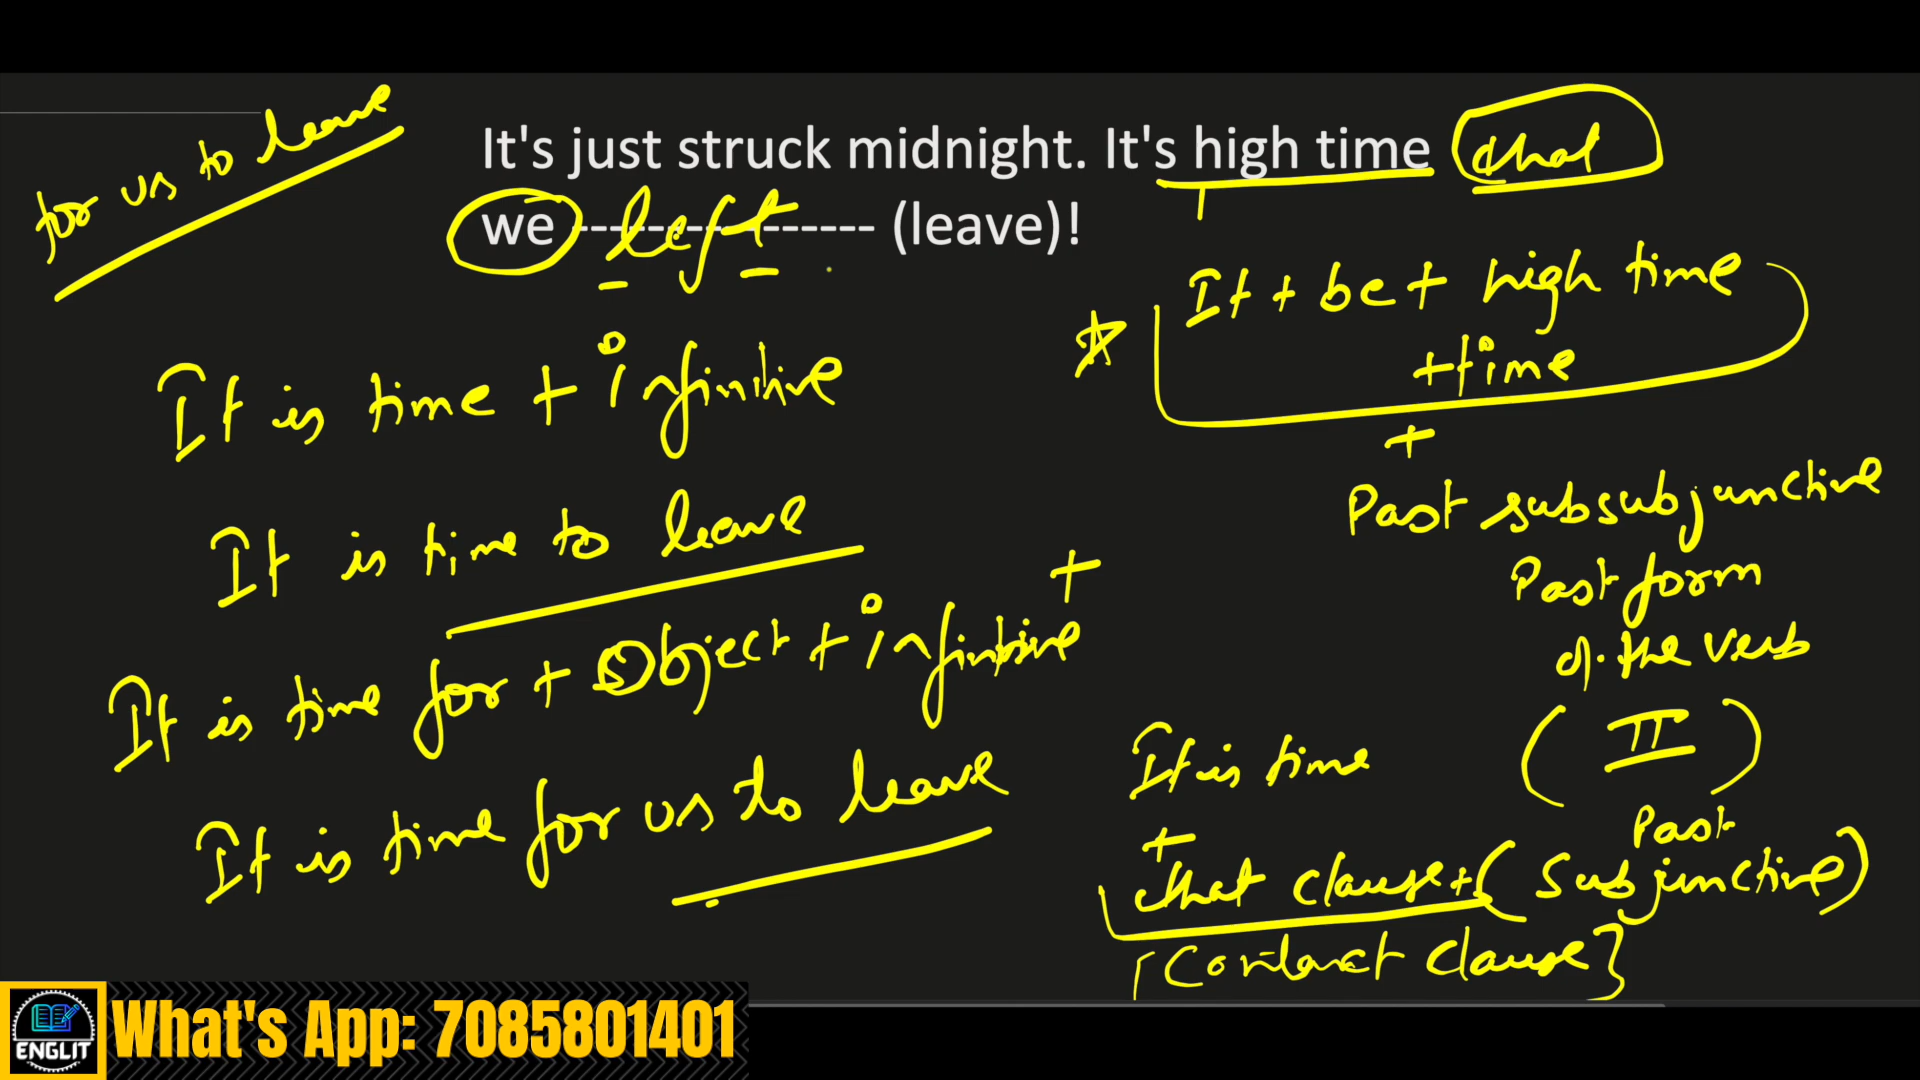 for us to leave
It's just struck midnight. It's high time that
we ---------------- (leave)!
left
It + be + high time
+ time
+
Past subsubjunctive
Past form
of the verb
(II)
It is time + infinitive
It is time to leave
It is time for + Object + infinitive +
It is time for us to leave
It is time
+
that clause + (Past Subjunctive)
[Contact clause]
ENGLIT
What's App: 7085801401